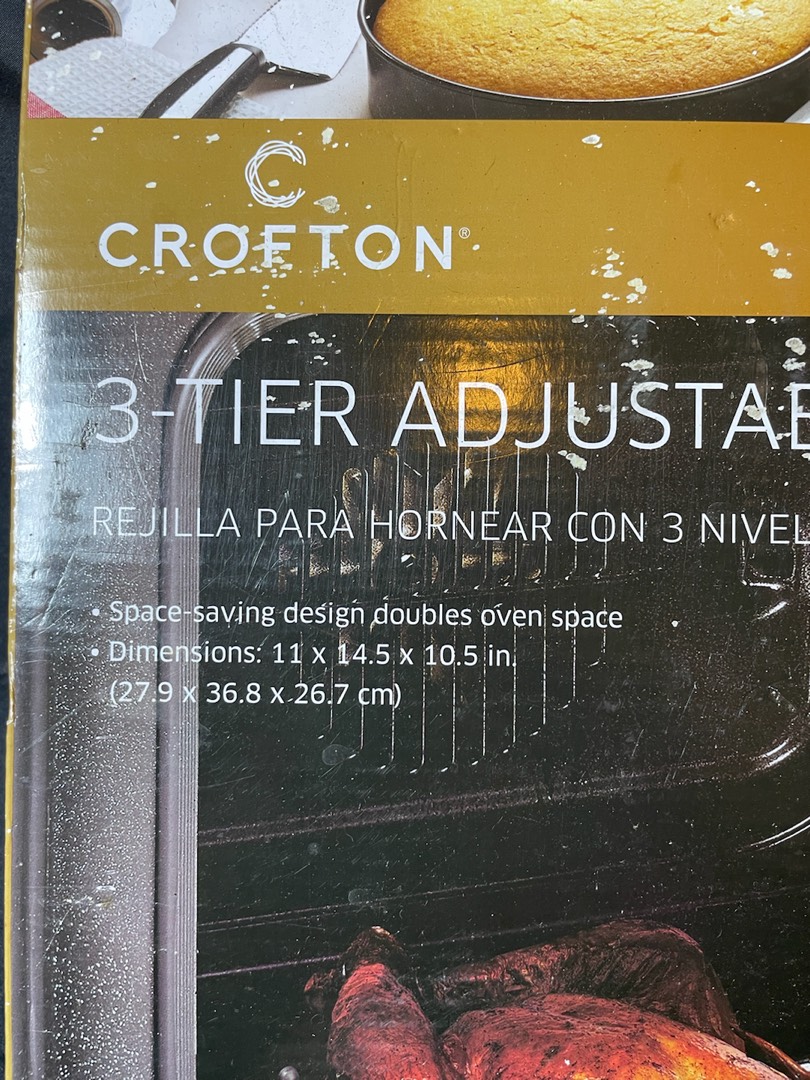 CROFTON®
3-TIER ADJUSTAB
REJILLA PARA HORNEAR CON 3 NIVEL
• Space-saving design doubles oven space
• Dimensions: 11 x 14.5 x 10.5 in.
(27.9 x 36.8 x 26.7 cm)